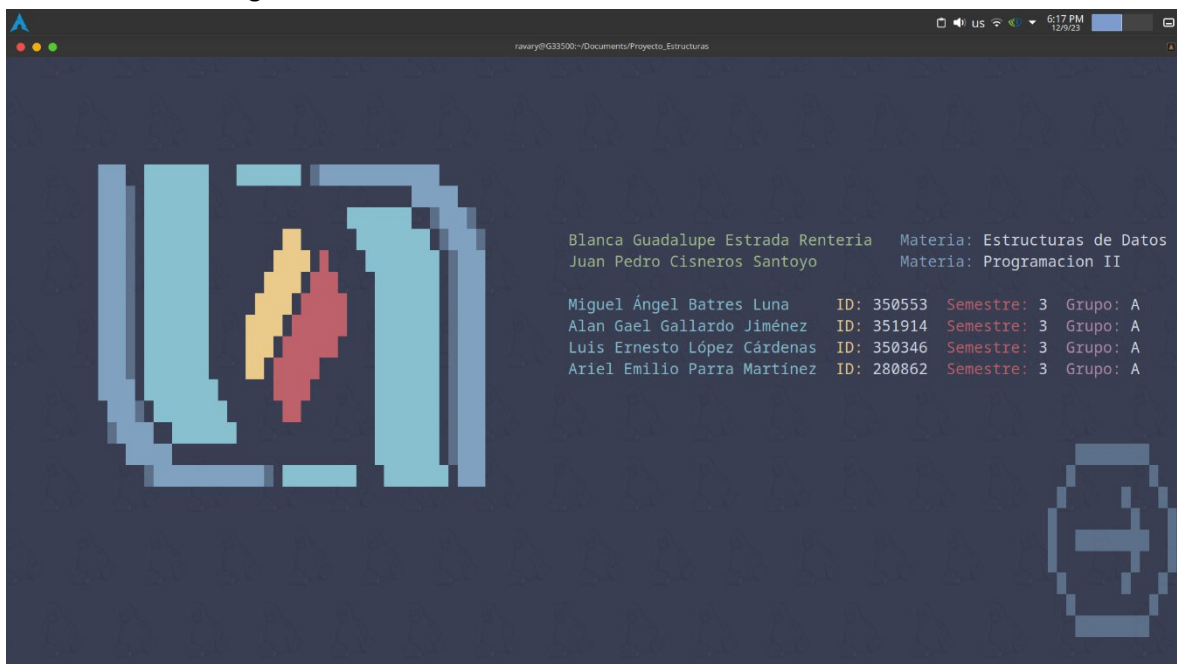 us 6:17 PM
12/9/23
ravary@G33500:~/Documents/Proyecto_Estructuras
Blanca Guadalupe Estrada Renteria Materia: Estructuras de Datos
Juan Pedro Cisneros Santoyo Materia: Programacion II
Miguel Ángel Batres Luna ID: 350553 Semestre: 3 Grupo: A
Alan Gael Gallardo Jiménez ID: 351914 Semestre: 3 Grupo: A
Luis Ernesto López Cárdenas ID: 350346 Semestre: 3 Grupo: A
Ariel Emilio Parra Martínez ID: 280862 Semestre: 3 Grupo: A